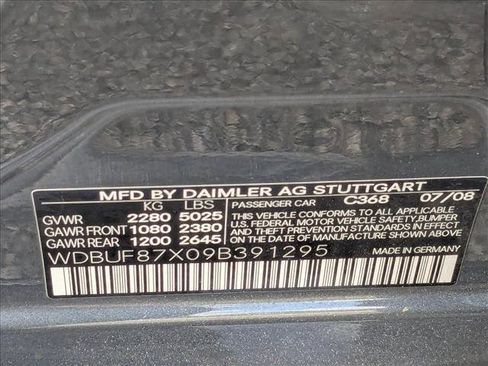 MFD BY DAIMLER AG STUTTGART
KG LBS PASSENGER CAR C368 07/08
GVWR 2280 5025 THIS VEHICLE CONFORMS TO ALL APPLICABLE
GAWR FRONT 1080 2380 U.S. FEDERAL MOTOR VEHICLE SAFETY, BUMPER
GAWR REAR 1200 2645 AND THEFT PREVENTION STANDARDS IN EFFECT
ON THE DATE OF MANUFACTURE SHOWN ABOVE
WDBUF87X09B391295 MADE IN GERMANY